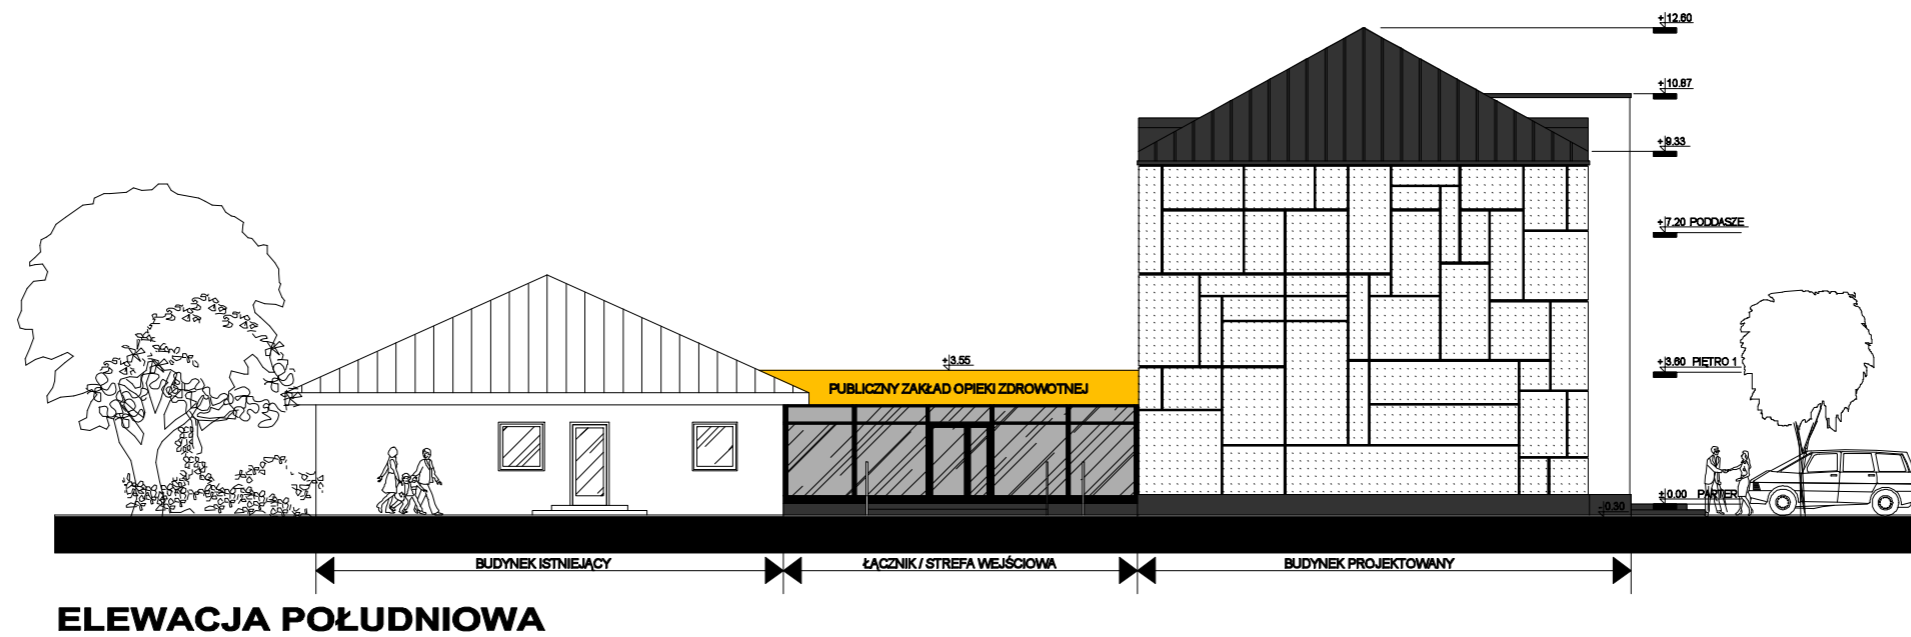 +12.60
+10.87
+9.33
+7.20 PODDASZE
+3.55
+3.60 PIĘTRO 1
PUBLICZNY ZAKŁAD OPIEKI ZDROWOTNEJ
±0.00 PARTER
-0.30
BUDYNEK ISTNIEJĄCY
ŁĄCZNIK / STREFA WEJŚCIOWA
BUDYNEK PROJEKTOWANY
ELEWACJA POŁUDNIOWA